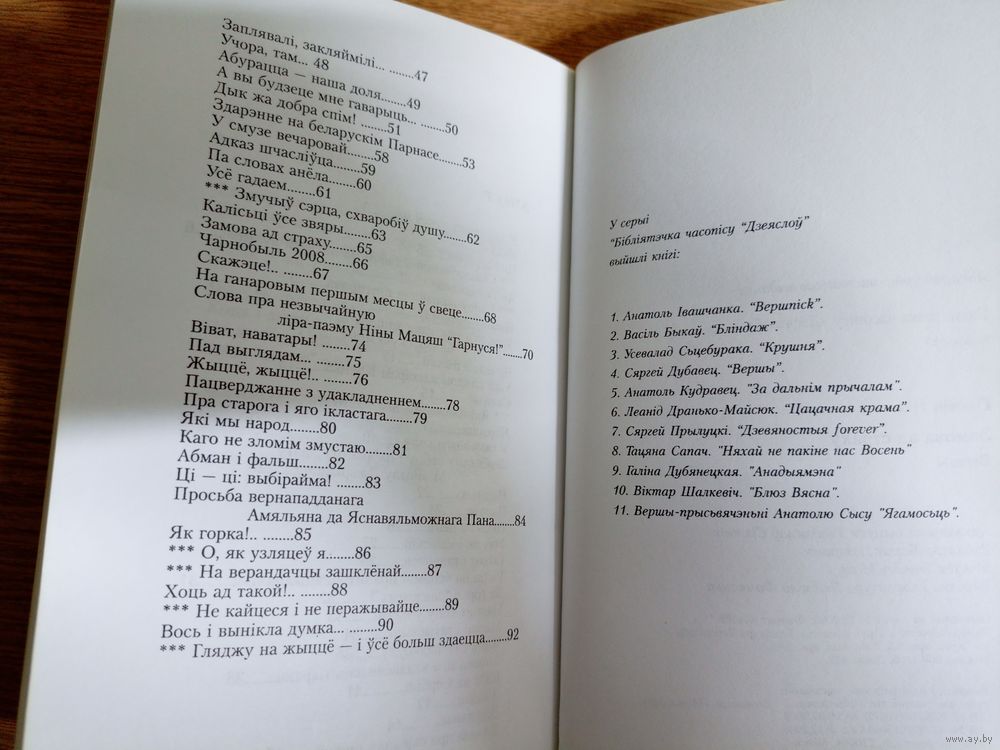 Заплявалі, закляймілі... ........47
Учора, там... 48
Абурацца — наша доля........49
А вы будзеце мне гаварыць... ........50
Дык жа добра спім! ........51
Здарэнне на беларускім Парнасе........53
У смузе вечаровай........58
Адказ шчасліўца........59
Па словах анёла........60
Усё гадаем........61
*** Змучыў сэрца, схваробіў душу........62
Калісьці ўсе звяры........63
Замова ад страху........65
Чарнобыль 2008........66
Скажэце!.. ........67
На ганаровым першым месцы ў свеце........68
Слова пра незвычайную
ліра-паэму Ніны Мацяш “Гарнуся!”........70
Віват, наватары! ........74
Пад выглядам... ........75
Жыццё, жыццё!.. ........76
Пацверджанне з удакладненнем........78
Пра старога і яго ікластага........79
Які мы народ........80
Каго не зломім змустаю........81
Абман і фальш........82
Ці — ці: выбірайма! ........83
Просьба вернападданага
Амяльяна да Яснавяльможнага Пана........84
Як горка!.. ........85
*** О, як узляцеў я........86
*** На верандачцы зашклёнай........87
Хоць ад такой!.. ........88
*** Не кайцеся і не перажывайце........89
Вось і вынікла думка... ........90
*** Гляджу на жыццё — і ўсё больш здаецца........92
У серыі
“Бібліятэчка часопісу “Дзеяслоў”
выйшлі кнігі:
1. Анатоль Івашчанка. “Вершnick”.
2. Васіль Быкаў. “Бліндаж”.
3. Усевалад Сьцебурака. “Крушня”.
4. Сяргей Дубавец. “Вершы”.
5. Анатоль Кудравец. "За дальнім прычалам".
6. Леанід Дранько-Майсюк. “Цацачная крама”.
7. Сяргей Прылуцкі. “Дзевяностыя forever”.
8. Тацяна Сапач. "Няхай не пакіне нас Восень"
9. Галіна Дубянецкая. "Анадыямэна"
10. Віктар Шалкевіч. "Блюз Вясна".
11. Вершы-прысьвячэньні Анатолю Сысу "Ягамосьць".
www.ay.by